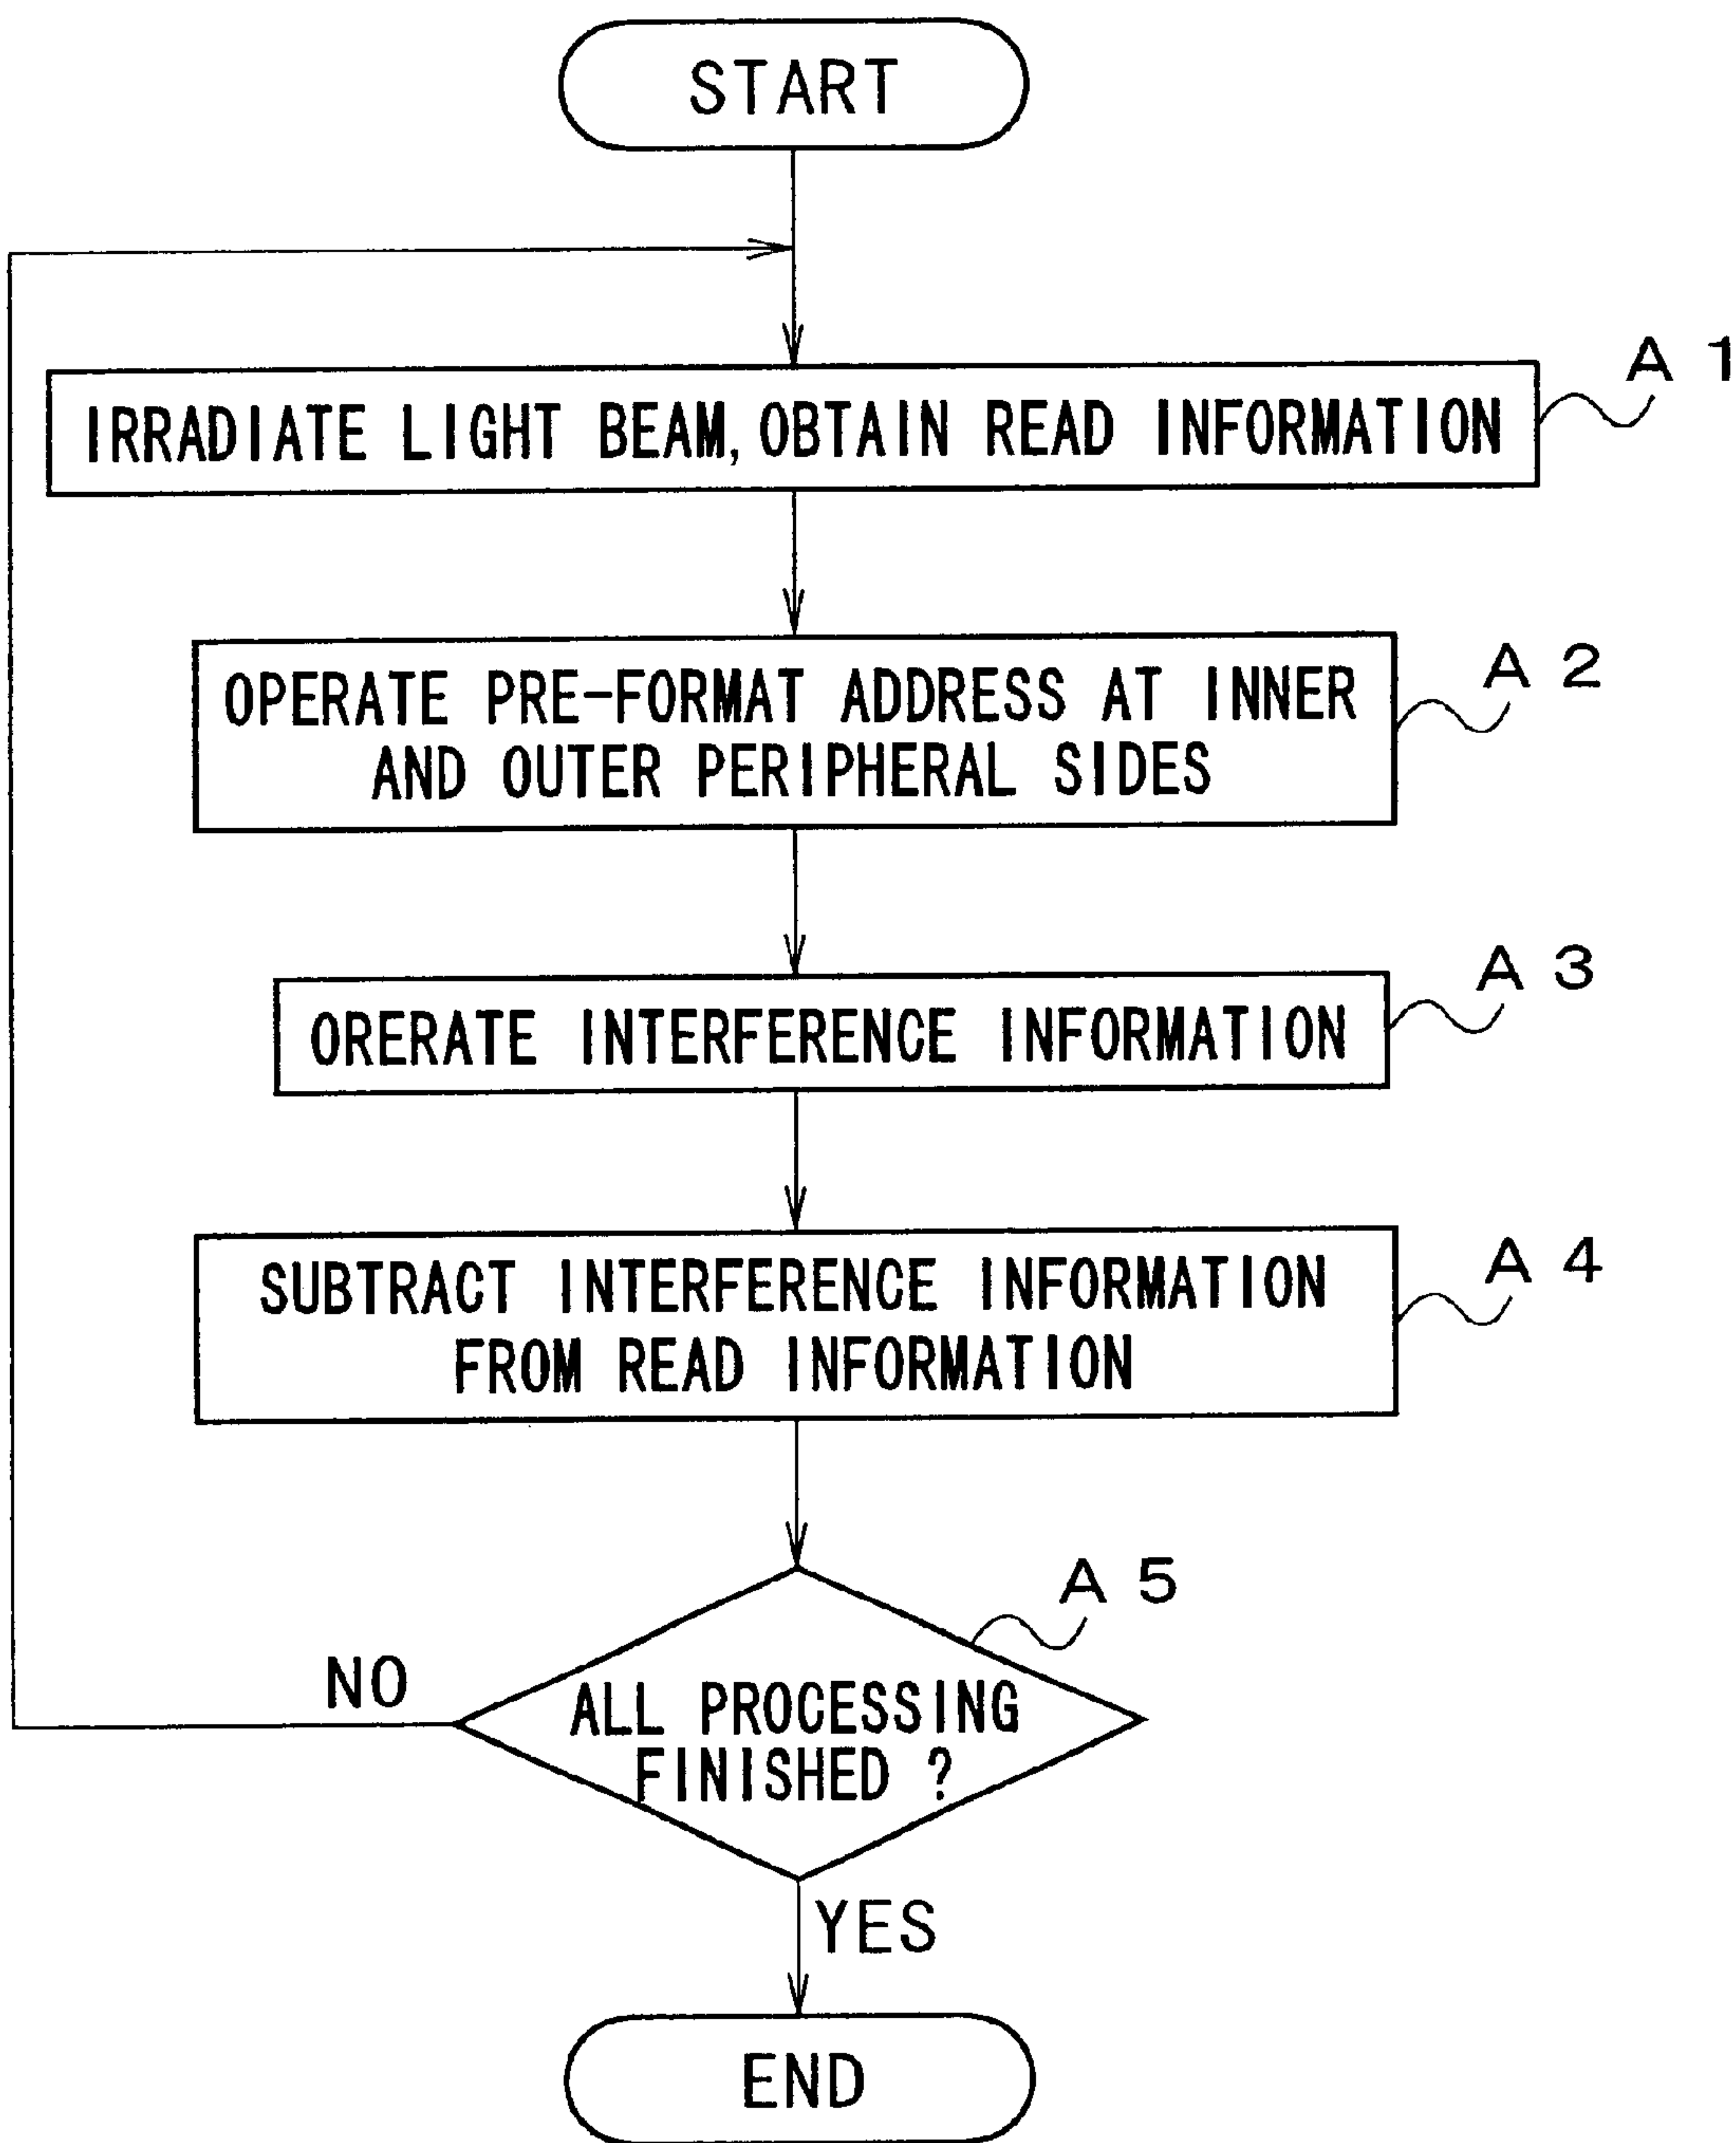 START
A 1
IRRADIATE LIGHT BEAM, OBTAIN READ INFORMATION
A 2
OPERATE PRE-FORMAT ADDRESS AT INNER
AND OUTER PERIPHERAL SIDES
A 3
ORERATE INTERFERENCE INFORMATION
A 4
SUBTRACT INTERFERENCE INFORMATION
FROM READ INFORMATION
A 5
NO
ALL PROCESSING
FINISHED ?
YES
END